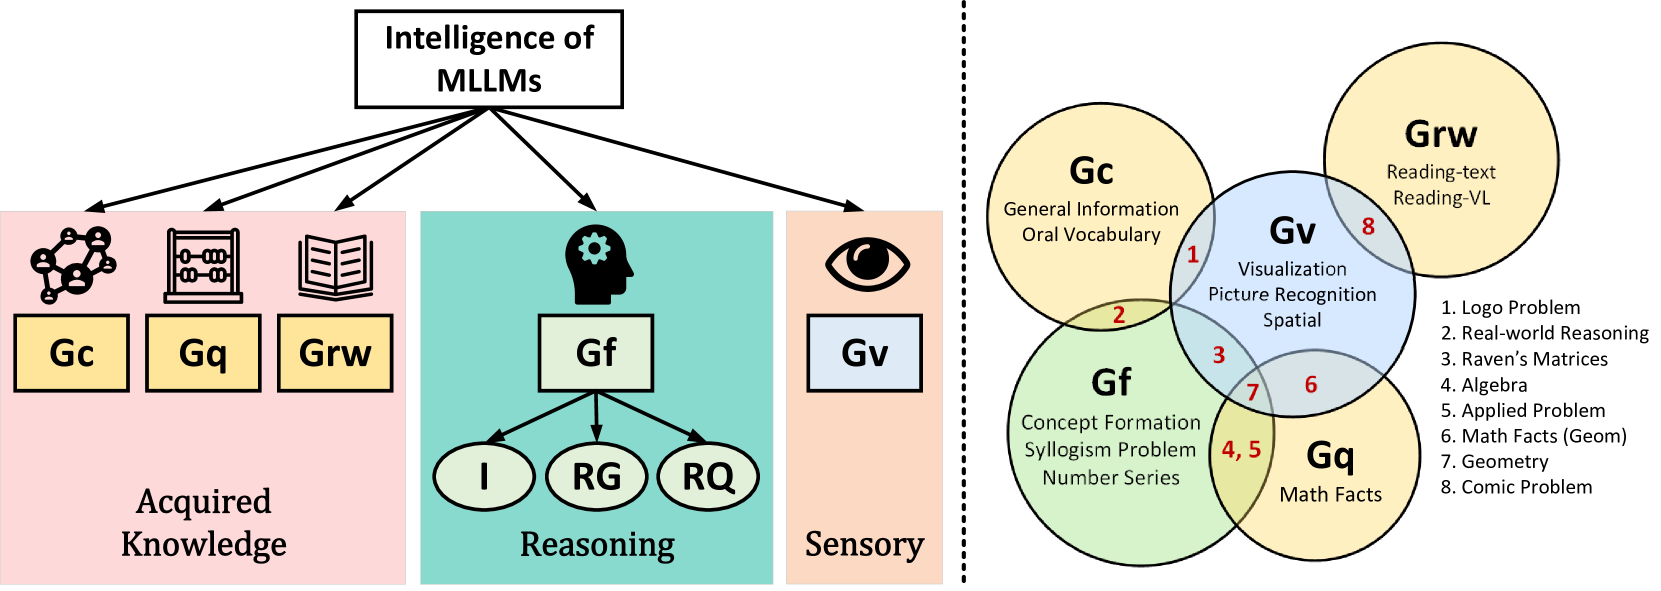 Intelligence of
MLLMs
Gc
Gq
Grw
Gf
Gv
I
RG
RQ
Acquired
Knowledge
Reasoning
Sensory
Gc
General Information
Oral Vocabulary
Grw
Reading-text
Reading-VL
Gv
Visualization
Picture Recognition
Spatial
1
8
2
3
7
6
4, 5
Gf
Concept Formation
Syllogism Problem
Number Series
Gq
Math Facts
1. Logo Problem
2. Real-world Reasoning
3. Raven's Matrices
4. Algebra
5. Applied Problem
6. Math Facts (Geom)
7. Geometry
8. Comic Problem